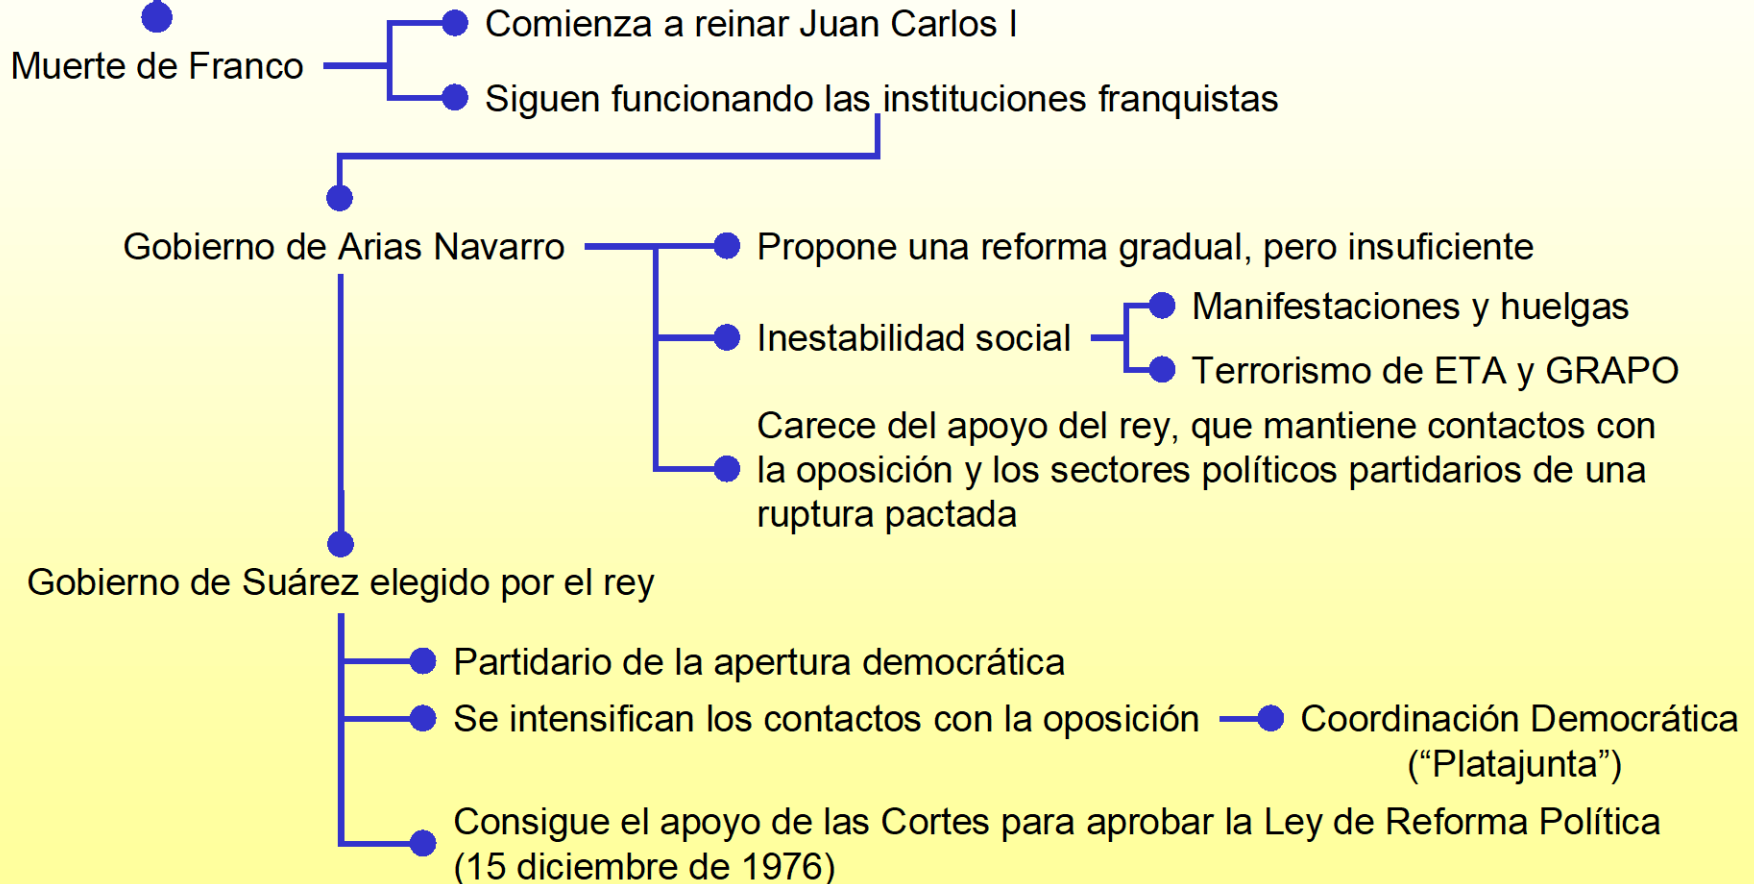 Comienza a reinar Juan Carlos I
Muerte de Franco
Siguen funcionando las instituciones franquistas
Gobierno de Arias Navarro
Propone una reforma gradual, pero insuficiente
Manifestaciones y huelgas
Inestabilidad social
Terrorismo de ETA y GRAPO
Carece del apoyo del rey, que mantiene contactos con
la oposición y los sectores políticos partidarios de una
ruptura pactada
Gobierno de Suárez elegido por el rey
Partidario de la apertura democrática
Se intensifican los contactos con la oposición
Coordinación Democrática
(“Platajunta”)
Consigue el apoyo de las Cortes para aprobar la Ley de Reforma Política
(15 diciembre de 1976)